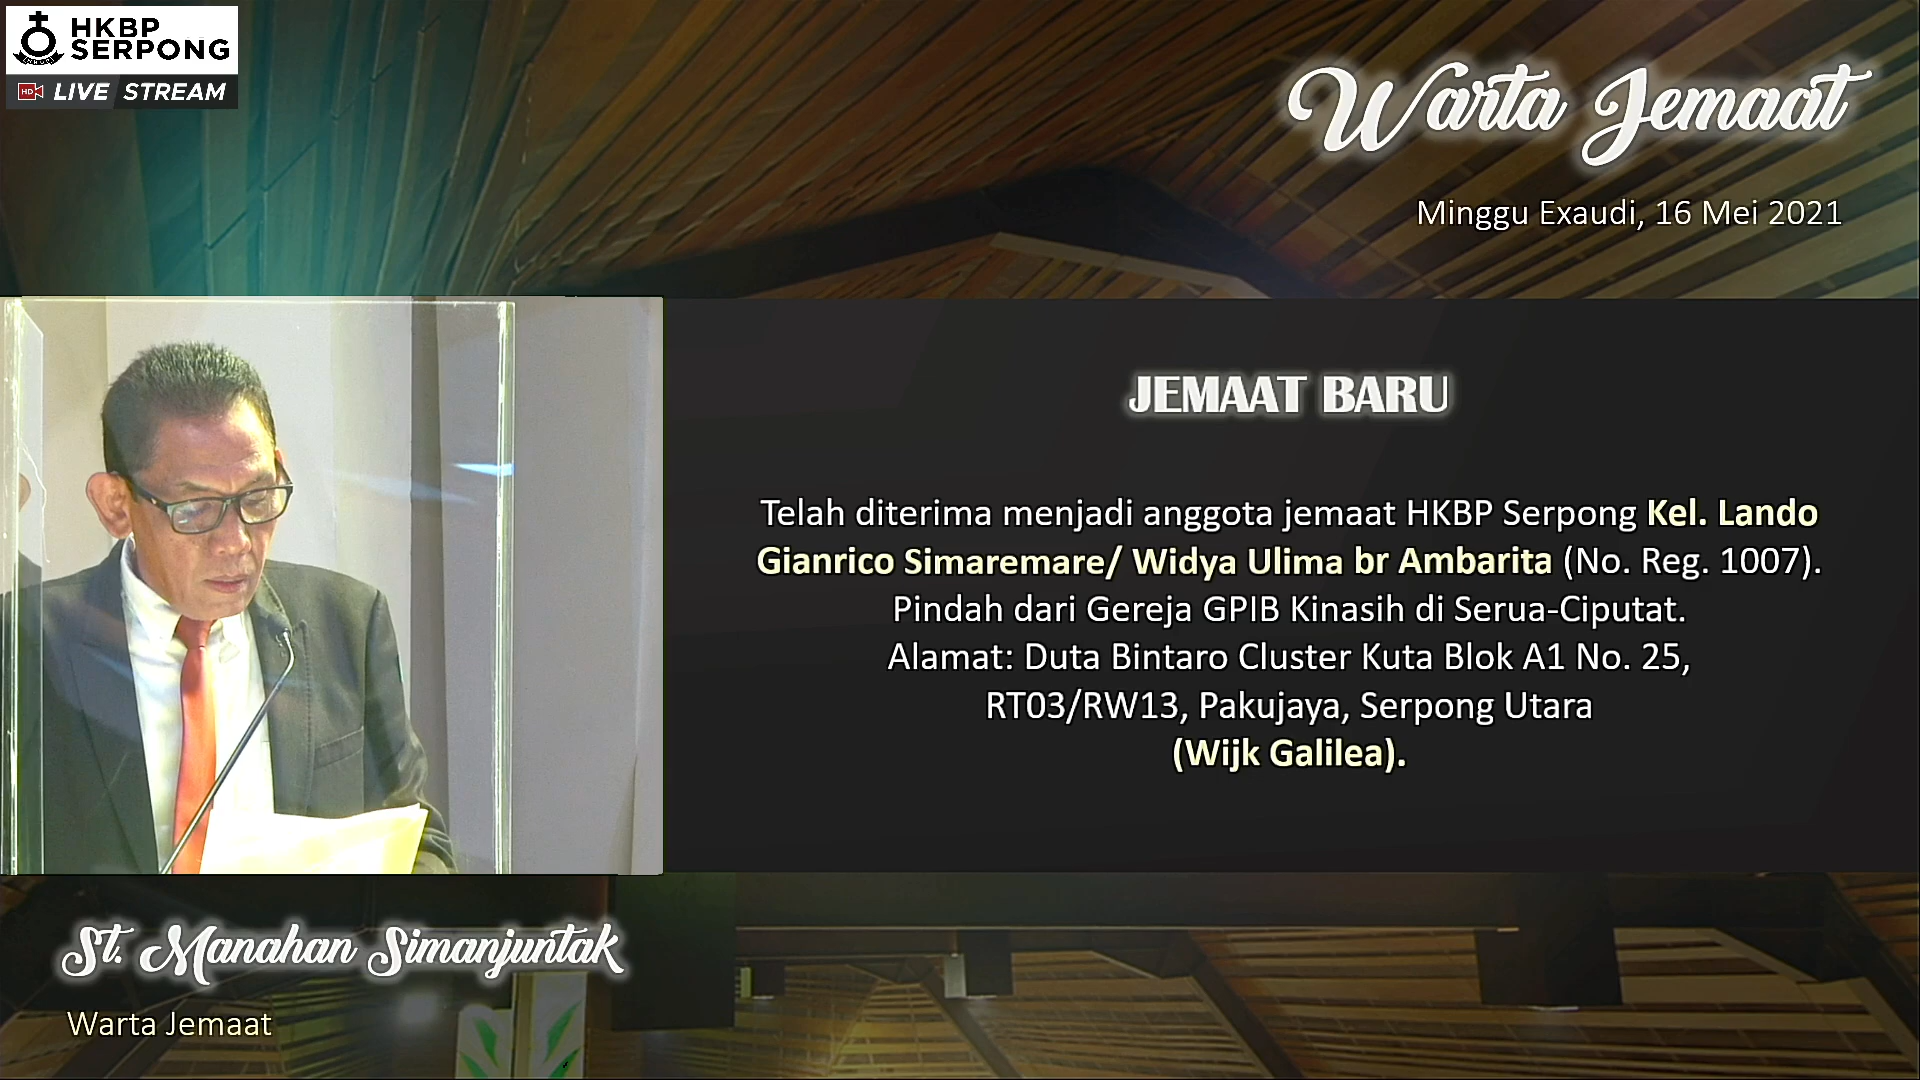 HKBP
SERPONG
HD LIVE STREAM
Warta Jemaat
Minggu Exaudi, 16 Mei 2021
JEMAAT BARU
Telah diterima menjadi anggota jemaat HKBP Serpong Kel. Lando
Gianrico Simaremare/ Widya Ulima br Ambarita (No. Reg. 1007).
Pindah dari Gereja GPIB Kinasih di Serua-Ciputat.
Alamat: Duta Bintaro Cluster Kuta Blok A1 No. 25,
RT03/RW13, Pakujaya, Serpong Utara
(Wijk Galilea).
St. Manahan Simanjuntak
Warta Jemaat